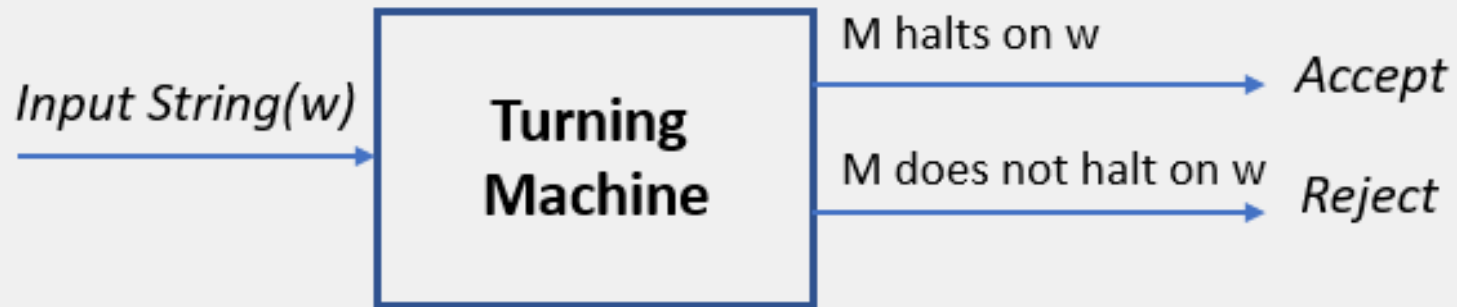 Input String(w)
Turning
Machine
M halts on w
Accept
M does not halt on w
Reject